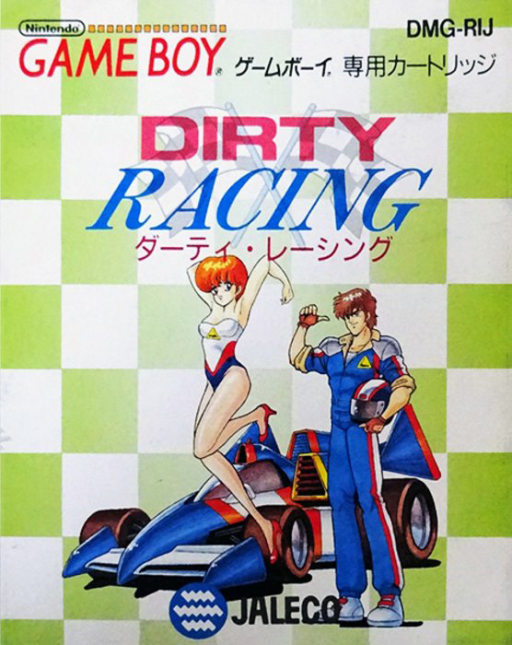 Nintendo
GAME BOY® ゲームボーイ® 専用カートリッジ
DMG-RIJ
DIRTY
RACING
ダーティ・レーシング
JALECO